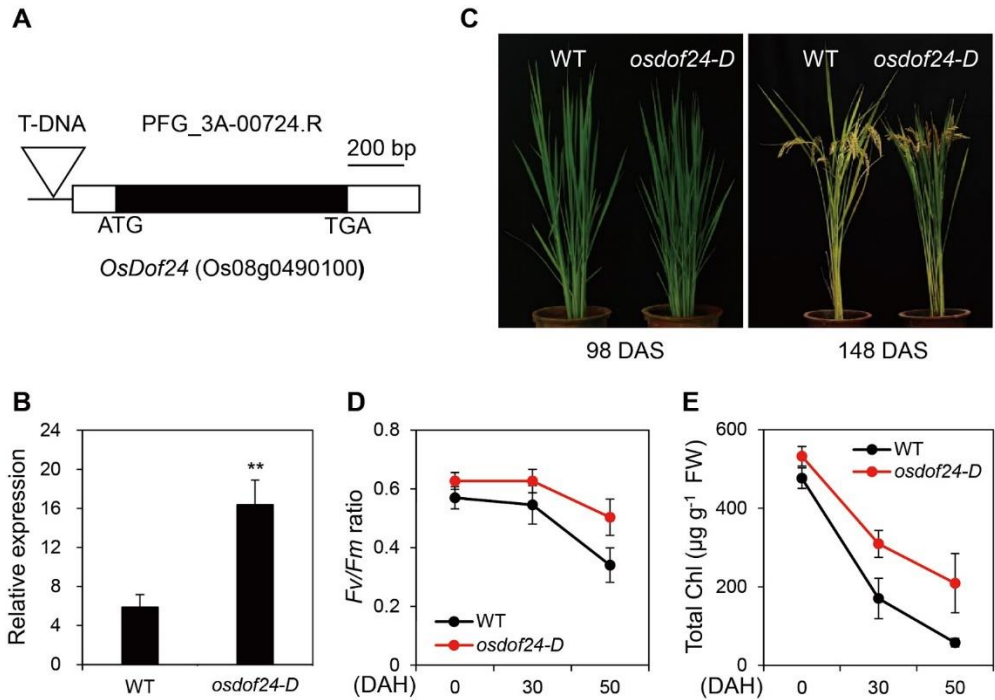 A
T-DNA
PFG_3A-00724.R
200 bp
ATG
TGA
OsDof24 (Os08g0490100)
B
Relative expression
24
20
16
12
8
4
0
**
WT
osdof24-D
C
WT
osdof24-D
WT
osdof24-D
98 DAS
148 DAS
D
Fv/Fm ratio
0.8
0.6
0.4
0.2
0
WT
osdof24-D
(DAH)
0
30
50
E
Total Chl (µg g-1 FW)
600
400
200
0
WT
osdof24-D
(DAH)
0
30
50